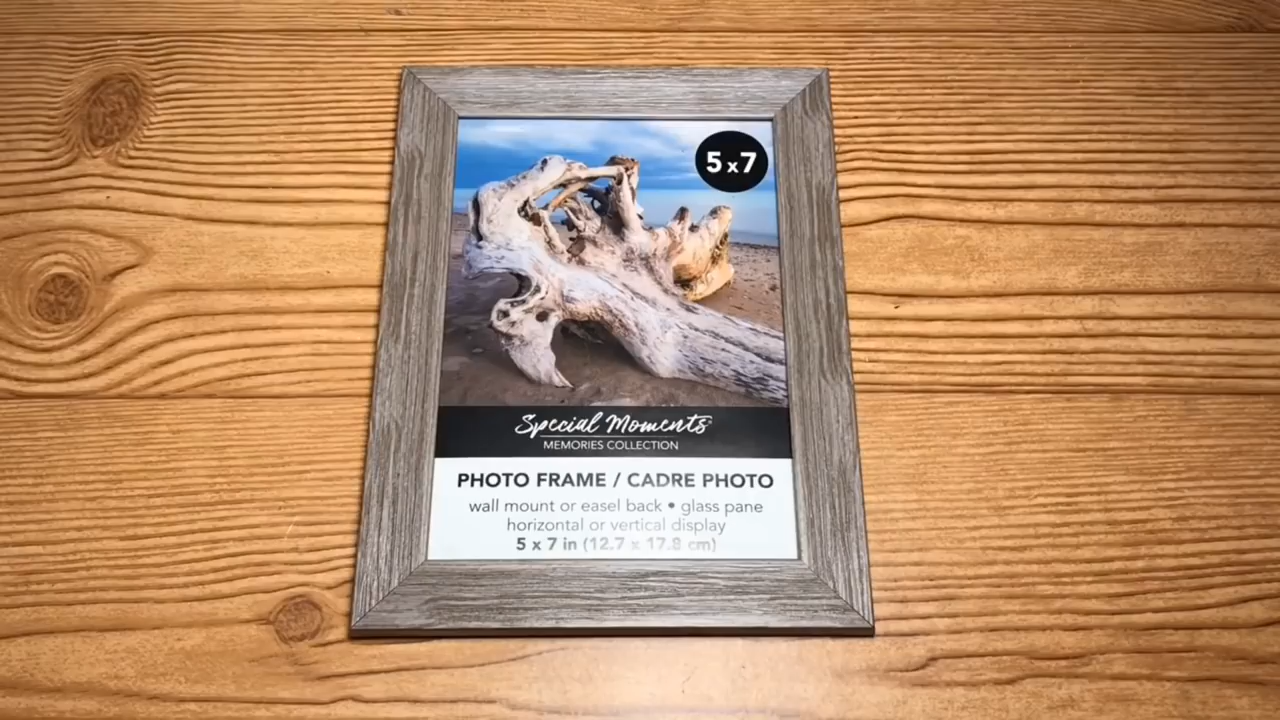 5x7
Special Moments
MEMORIES COLLECTION
PHOTO FRAME / CADRE PHOTO
wall mount or easel back • glass pane
horizontal or vertical display
5 x 7 in (12.7 x 17.8 cm)